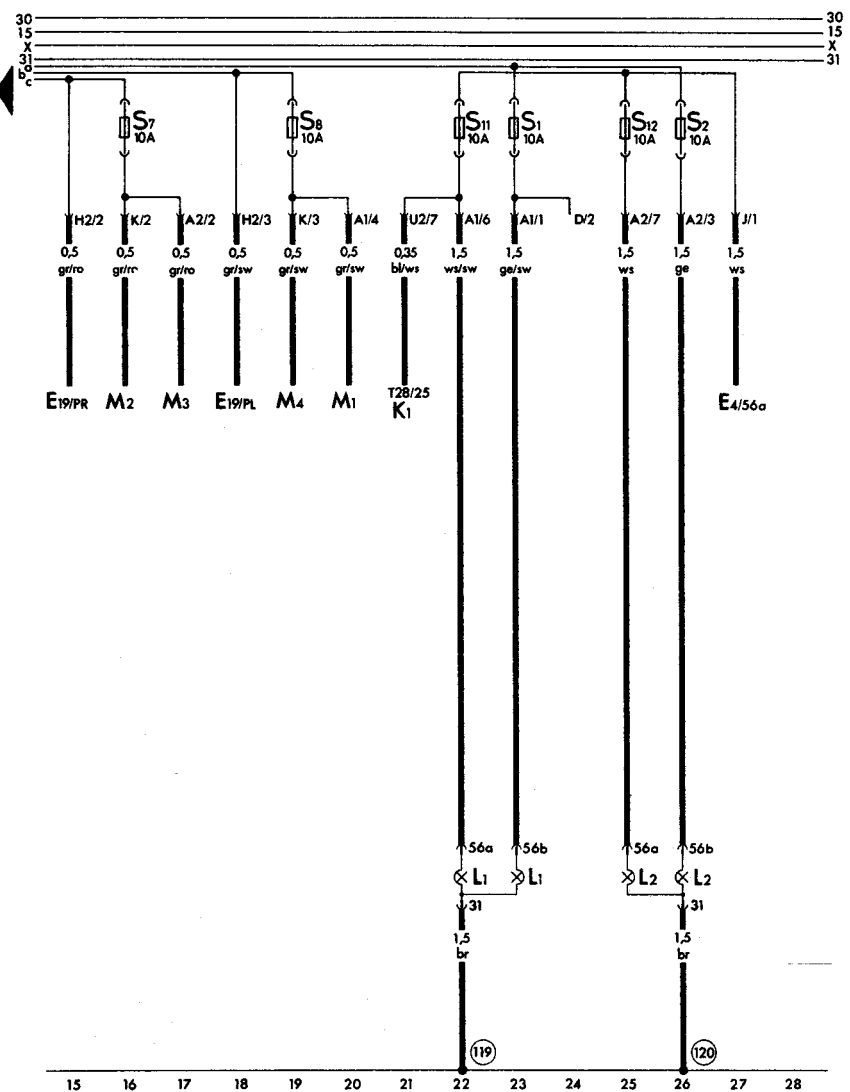 30 30
15 15
X X
31 31
a
b
c
S7 10A
S8 10A
S11 10A
S1 10A
S12 10A
S2 10A
H2/2 K/2 A2/2 H2/3 K/3 A1/4 U2/7 A1/6 A1/1 D/2 A2/7 A2/3 J/1
0,5 0,5 0,5 0,5 0,5 0,5 0,35 1,5 1,5 1,5 1,5 1,5
gr/ro gr/ro gr/ro gr/sw gr/sw gr/sw bl/ws ws/sw ge/sw ws ge ws
E19/PR M2 M3 E19/PL M4 M1 T28/25 K1 E4/56a
56a 56b 56a 56b
L1 L1 L2 L2
31 31
1,5 1,5
br br
119 120
15 16 17 18 19 20 21 22 23 24 25 26 27 28